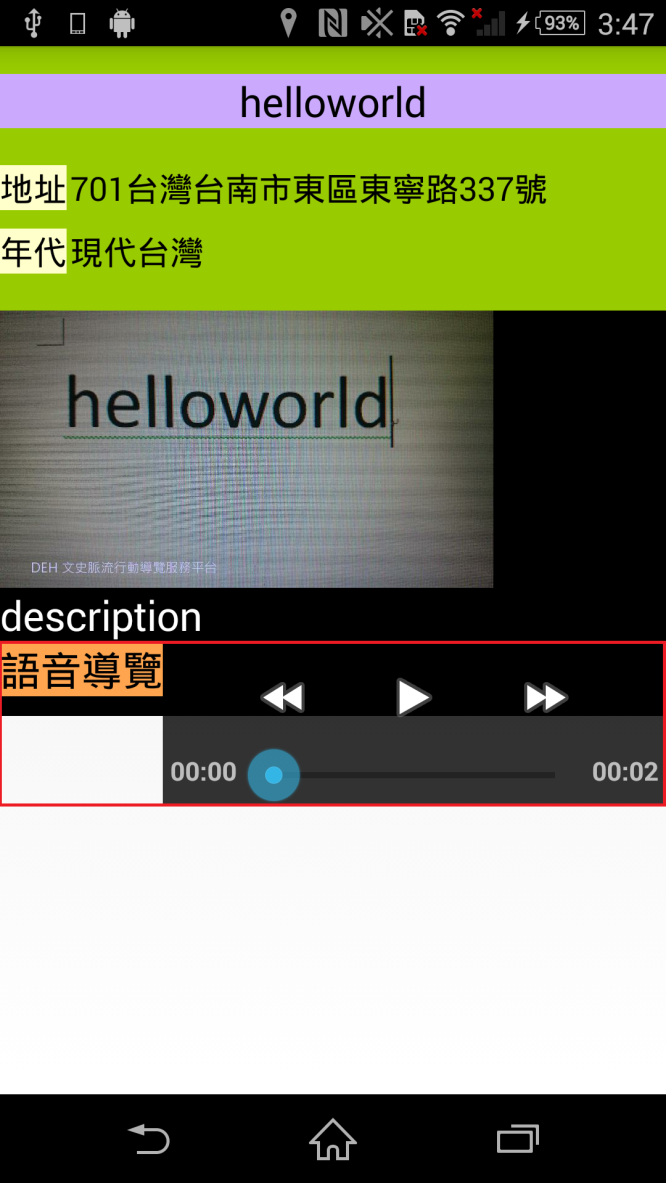 93% 3:47
helloworld
地址 701台灣台南市東區東寧路337號
年代 現代台灣
helloworld
DEH 文史脈流行動導覽服務平台
description
語音導覽
00:00 00:02